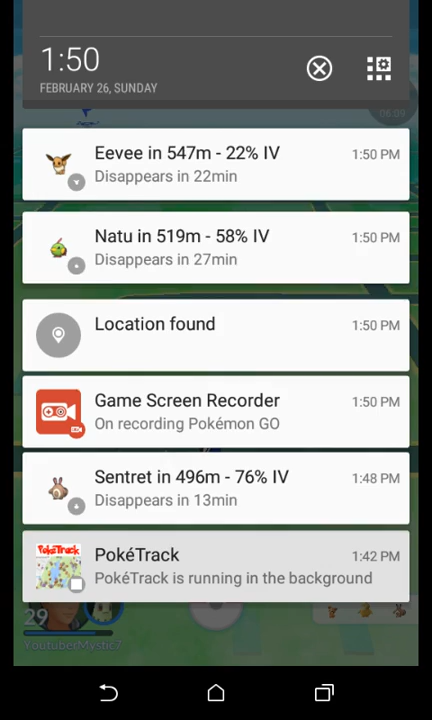 1:50
FEBRUARY 26, SUNDAY
06:09
Eevee in 547m - 22% IV
1:50 PM
Disappears in 22min
Natu in 519m - 58% IV
1:50 PM
Disappears in 27min
Location found
1:50 PM
Game Screen Recorder
1:50 PM
On recording Pokémon GO
Sentret in 496m - 76% IV
1:48 PM
Disappears in 13min
PokéTrack
PokéTrack
1:42 PM
PokéTrack is running in the background
29
YoutuberMystic7